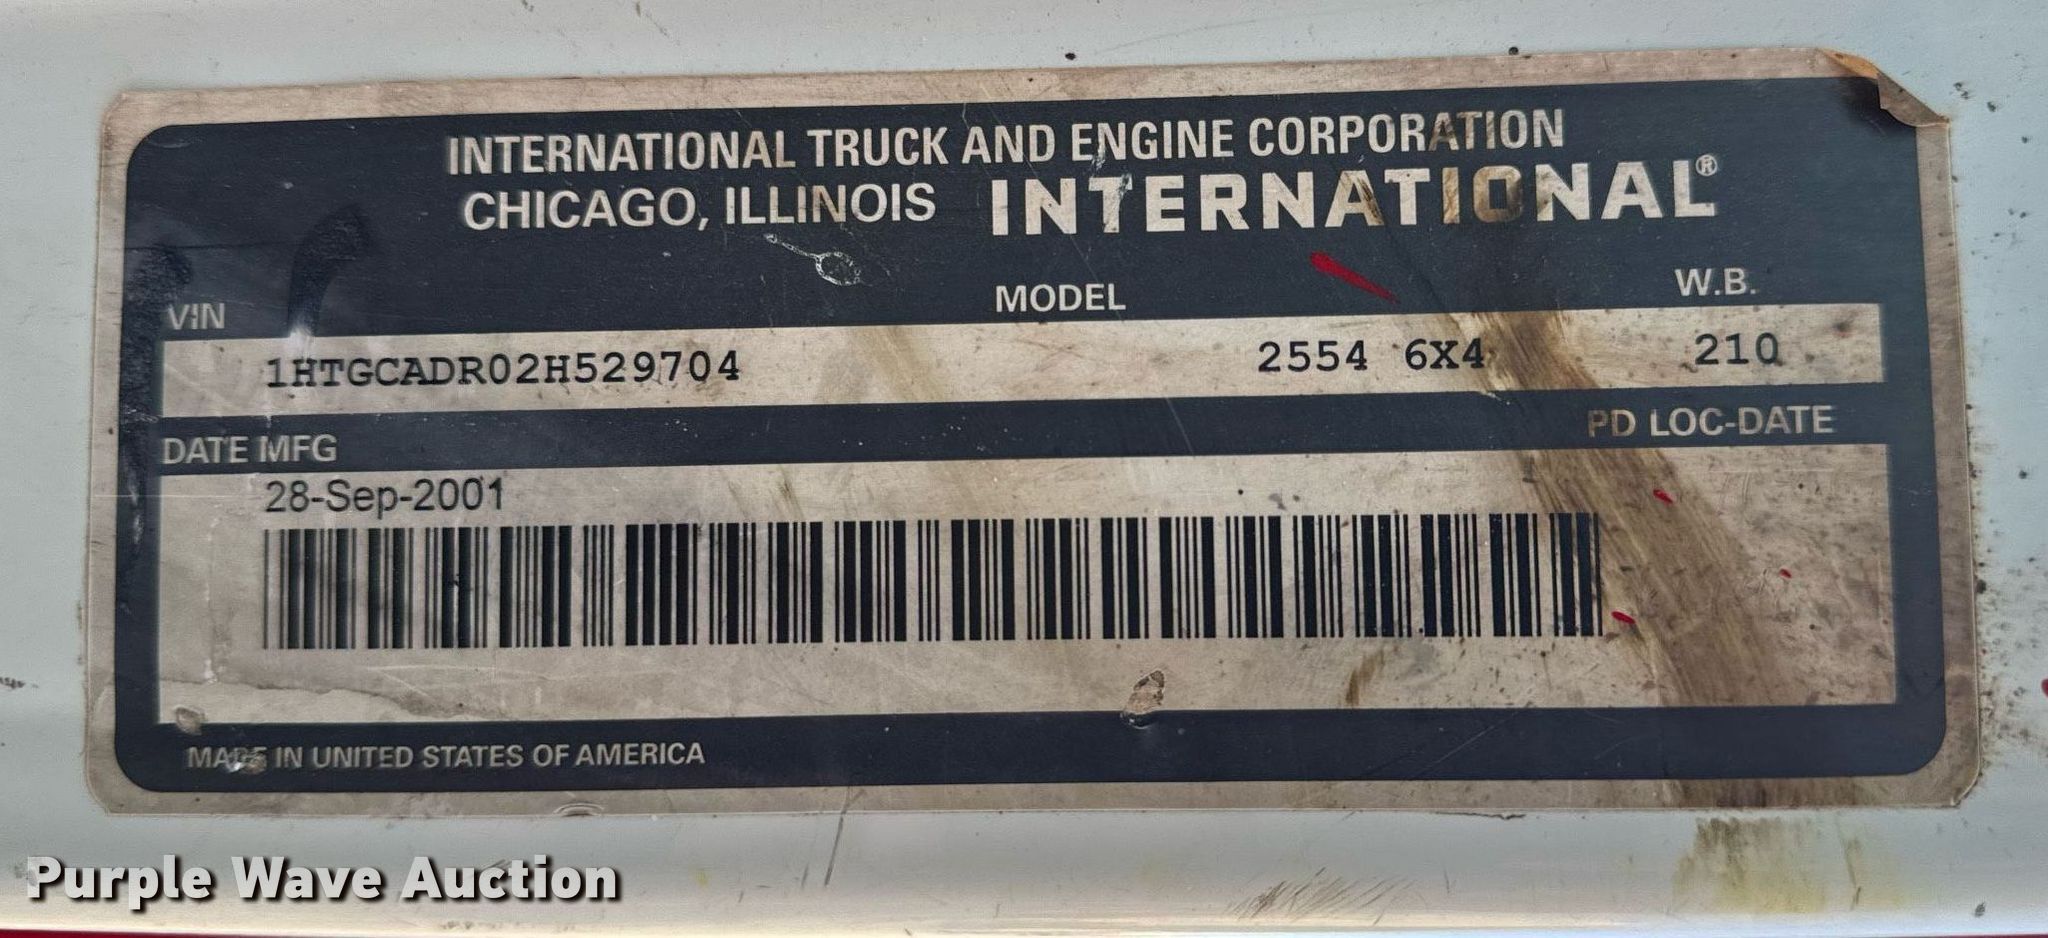 INTERNATIONAL TRUCK AND ENGINE CORPORATION
CHICAGO, ILLINOIS INTERNATIONAL®
VIN MODEL W.B.
1HTGCADR02H529704 2554 6X4 210
DATE MFG PD LOC-DATE
28-Sep-2001
MADE IN UNITED STATES OF AMERICA
Purple Wave Auction